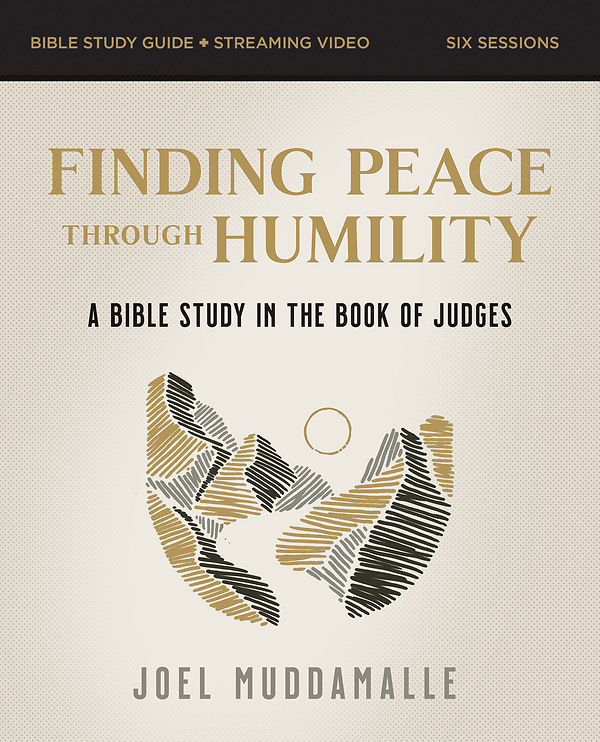 BIBLE STUDY GUIDE + STREAMING VIDEO SIX SESSIONS
FINDING PEACE
THROUGH HUMILITY
A BIBLE STUDY IN THE BOOK OF JUDGES
JOEL MUDDAMALLE